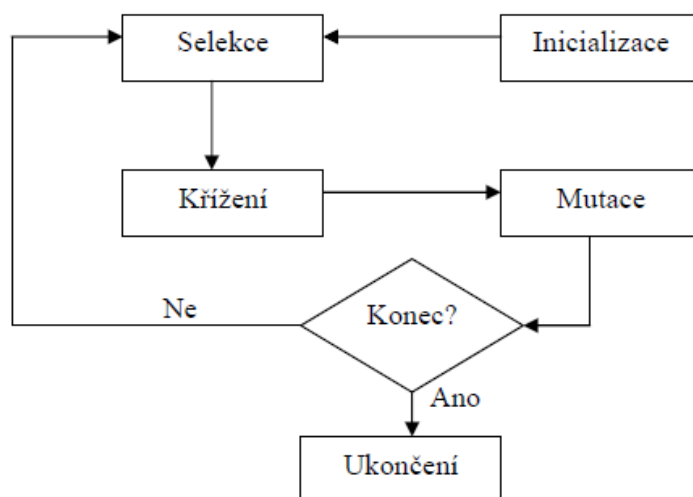 Selekce
Inicializace
Křížení
Mutace
Ne
Konec?
Ano
Ukončení